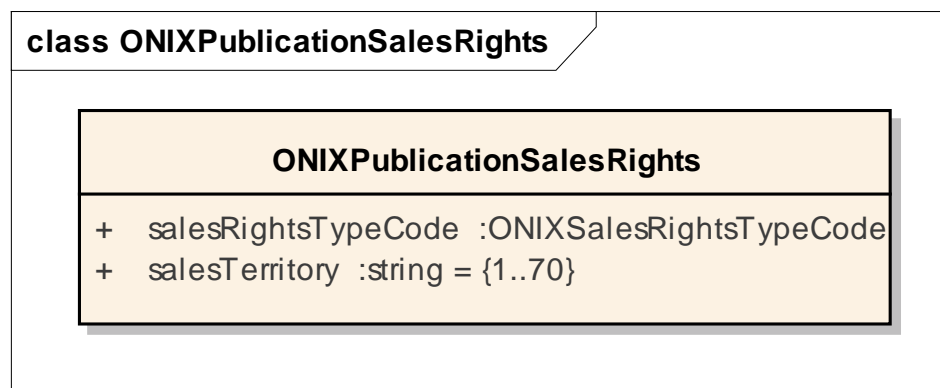 class ONIXPublicationSalesRights
ONIXPublicationSalesRights
+ salesRightsTypeCode :ONIXSalesRightsTypeCode
+ salesTerritory :string = {1..70}